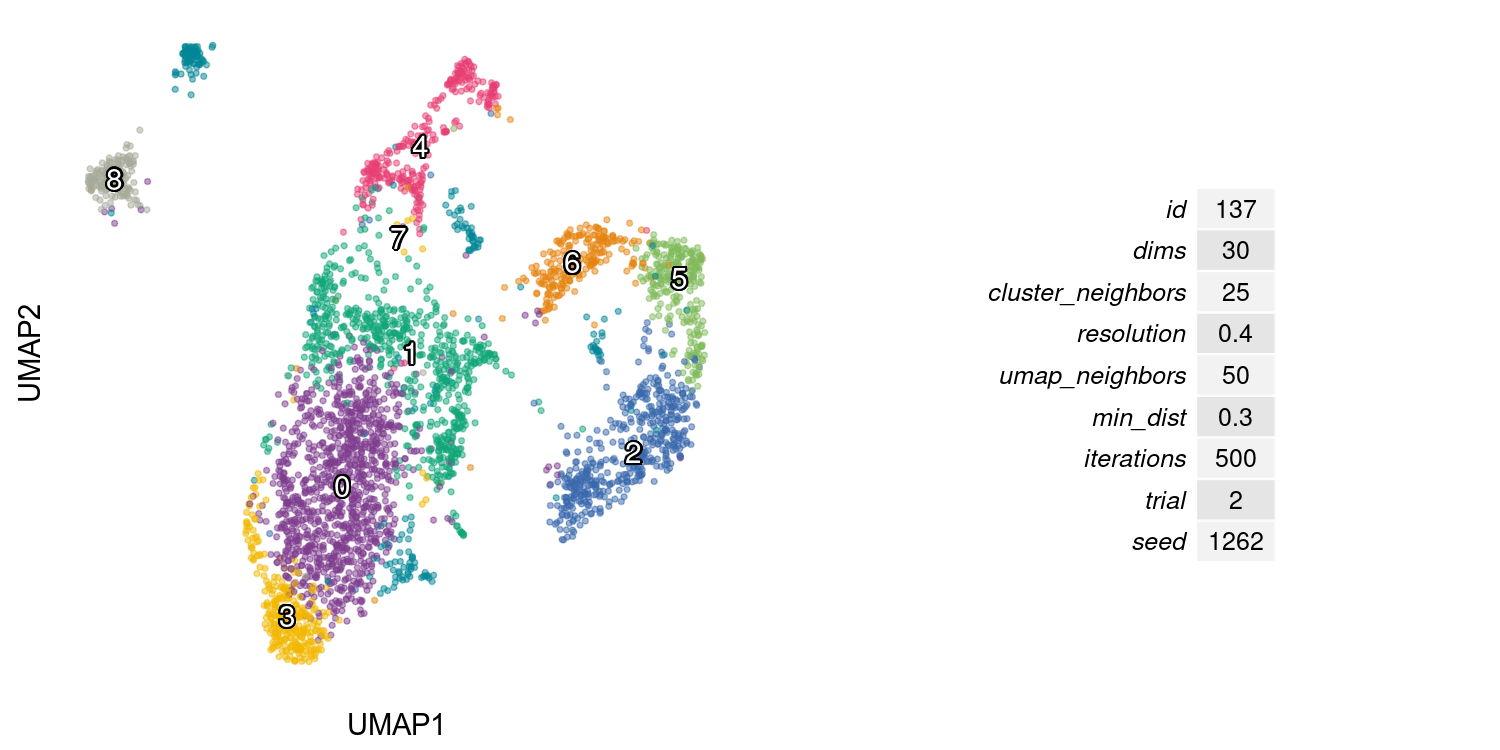 4
8
7
6
5
1
2
0
3
UMAP1
UMAP2
id 137
dims 30
cluster_neighbors 25
resolution 0.4
umap_neighbors 50
min_dist 0.3
iterations 500
trial 2
seed 1262